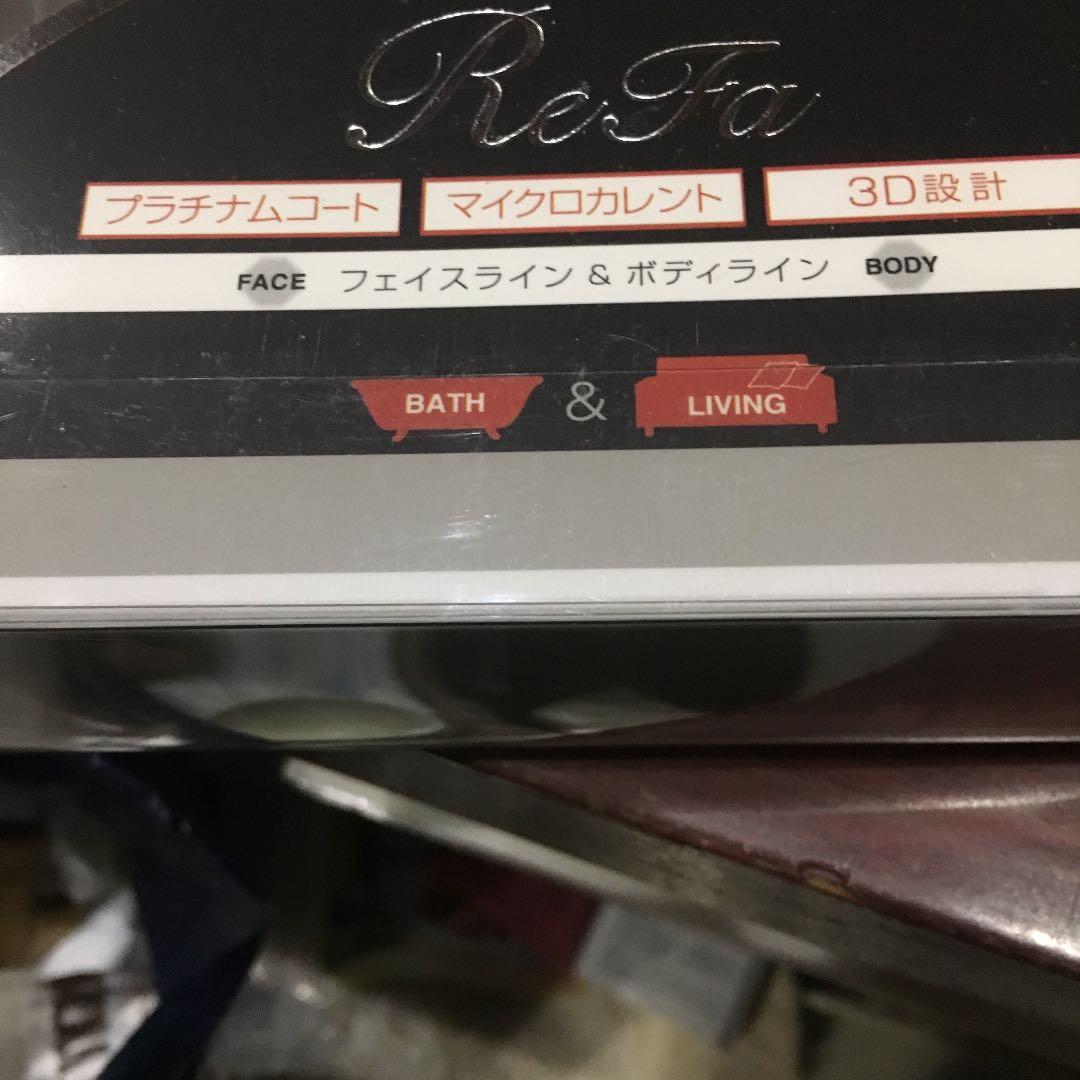 ReFa
プラチナムコート マイクロカレント 3D設計
FACE フェイスライン & ボディライン BODY
BATH & LIVING